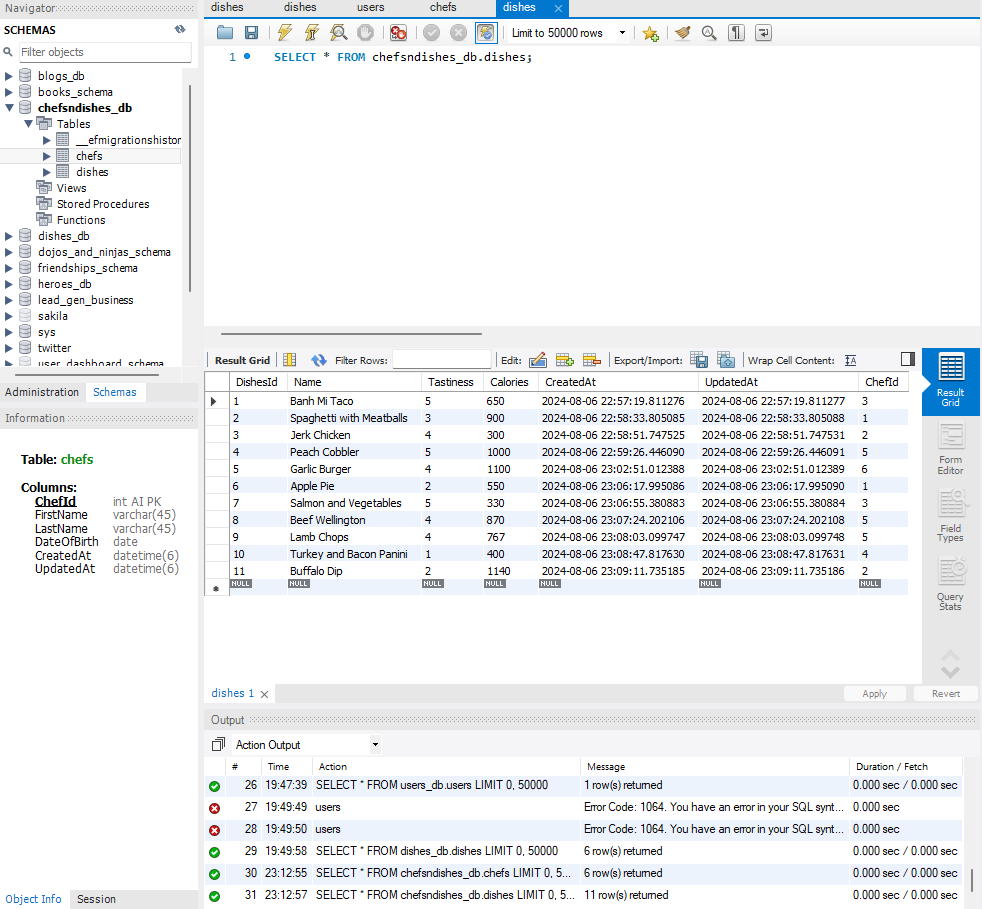 Navigator
SCHEMAS
Filter objects
blogs_db
books_schema
chefsndishes_db
Tables
__efmigrationshistor
chefs
dishes
Views
Stored Procedures
Functions
dishes_db
dojos_and_ninjas_schema
friendships_schema
heroes_db
lead_gen_business
sakila
sys
twitter
user_dashboard_schema
Administration Schemas
Information
Table: chefs
Columns:
ChefId int AI PK
FirstName varchar(45)
LastName varchar(45)
DateOfBirth date
CreatedAt datetime(6)
UpdatedAt datetime(6)
Object Info Session
dishes dishes users chefs dishes
Limit to 50000 rows
1 SELECT * FROM chefsndishes_db.dishes;
Result Grid Filter Rows: Edit: Export/Import: Wrap Cell Content:
DishesId Name Tastiness Calories CreatedAt UpdatedAt ChefId
1 Banh Mi Taco 5 650 2024-08-06 22:57:19.811276 2024-08-06 22:57:19.811277 3
2 Spaghetti with Meatballs 3 900 2024-08-06 22:58:33.805085 2024-08-06 22:58:33.805088 1
3 Jerk Chicken 4 300 2024-08-06 22:58:51.747525 2024-08-06 22:58:51.747531 2
4 Peach Cobbler 5 1000 2024-08-06 22:59:26.446090 2024-08-06 22:59:26.446091 5
5 Garlic Burger 4 1100 2024-08-06 23:02:51.012388 2024-08-06 23:02:51.012389 6
6 Apple Pie 2 550 2024-08-06 23:06:17.995086 2024-08-06 23:06:17.995090 1
7 Salmon and Vegetables 5 330 2024-08-06 23:06:55.380883 2024-08-06 23:06:55.380884 3
8 Beef Wellington 4 870 2024-08-06 23:07:24.202106 2024-08-06 23:07:24.202108 5
9 Lamb Chops 4 767 2024-08-06 23:08:03.099747 2024-08-06 23:08:03.099748 5
10 Turkey and Bacon Panini 1 400 2024-08-06 23:08:47.817630 2024-08-06 23:08:47.817631 4
11 Buffalo Dip 2 1140 2024-08-06 23:09:11.735185 2024-08-06 23:09:11.735186 2
NULL NULL NULL NULL NULL NULL NULL
Result
Grid
Form
Editor
Field
Types
Query
Stats
dishes 1 Apply Revert
Output
Action Output
# Time Action Message Duration / Fetch
26 19:47:39 SELECT * FROM users_db.users LIMIT 0, 50000 1 row(s) returned 0.000 sec / 0.000 sec
27 19:49:49 users Error Code: 1064. You have an error in your SQL synt... 0.000 sec
28 19:49:50 users Error Code: 1064. You have an error in your SQL synt... 0.000 sec
29 19:49:58 SELECT * FROM dishes_db.dishes LIMIT 0, 50000 6 row(s) returned 0.000 sec / 0.000 sec
30 23:12:55 SELECT * FROM chefsndishes_db.chefs LIMIT 0, 5... 6 row(s) returned 0.000 sec / 0.000 sec
31 23:12:57 SELECT * FROM chefsndishes_db.dishes LIMIT 0, 5... 11 row(s) returned 0.000 sec / 0.000 sec